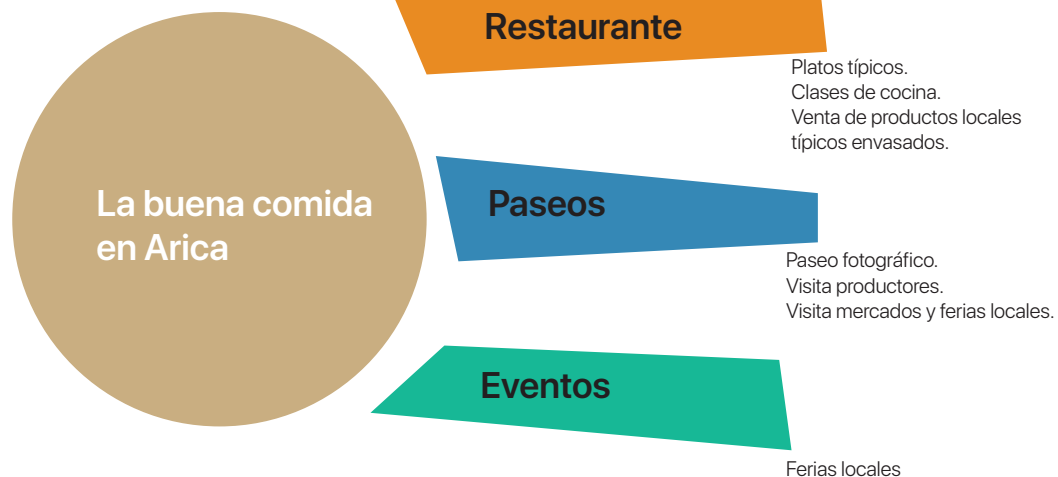 Restaurante
Platos típicos.
Clases de cocina.
Venta de productos locales
típicos envasados.
La buena comida
en Arica
Paseos
Paseo fotográfico.
Visita productores.
Visita mercados y ferias locales.
Eventos
Ferias locales